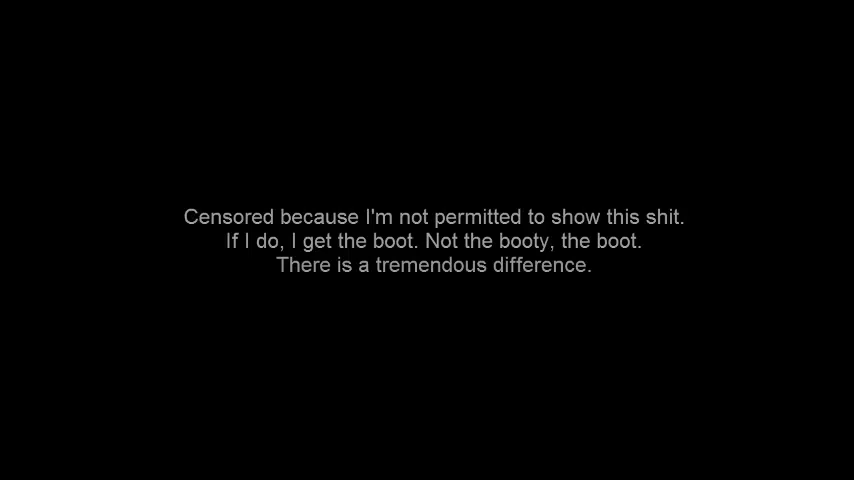 Censored because I'm not permitted to show this shit.
If I do, I get the boot. Not the booty, the boot.
There is a tremendous difference.